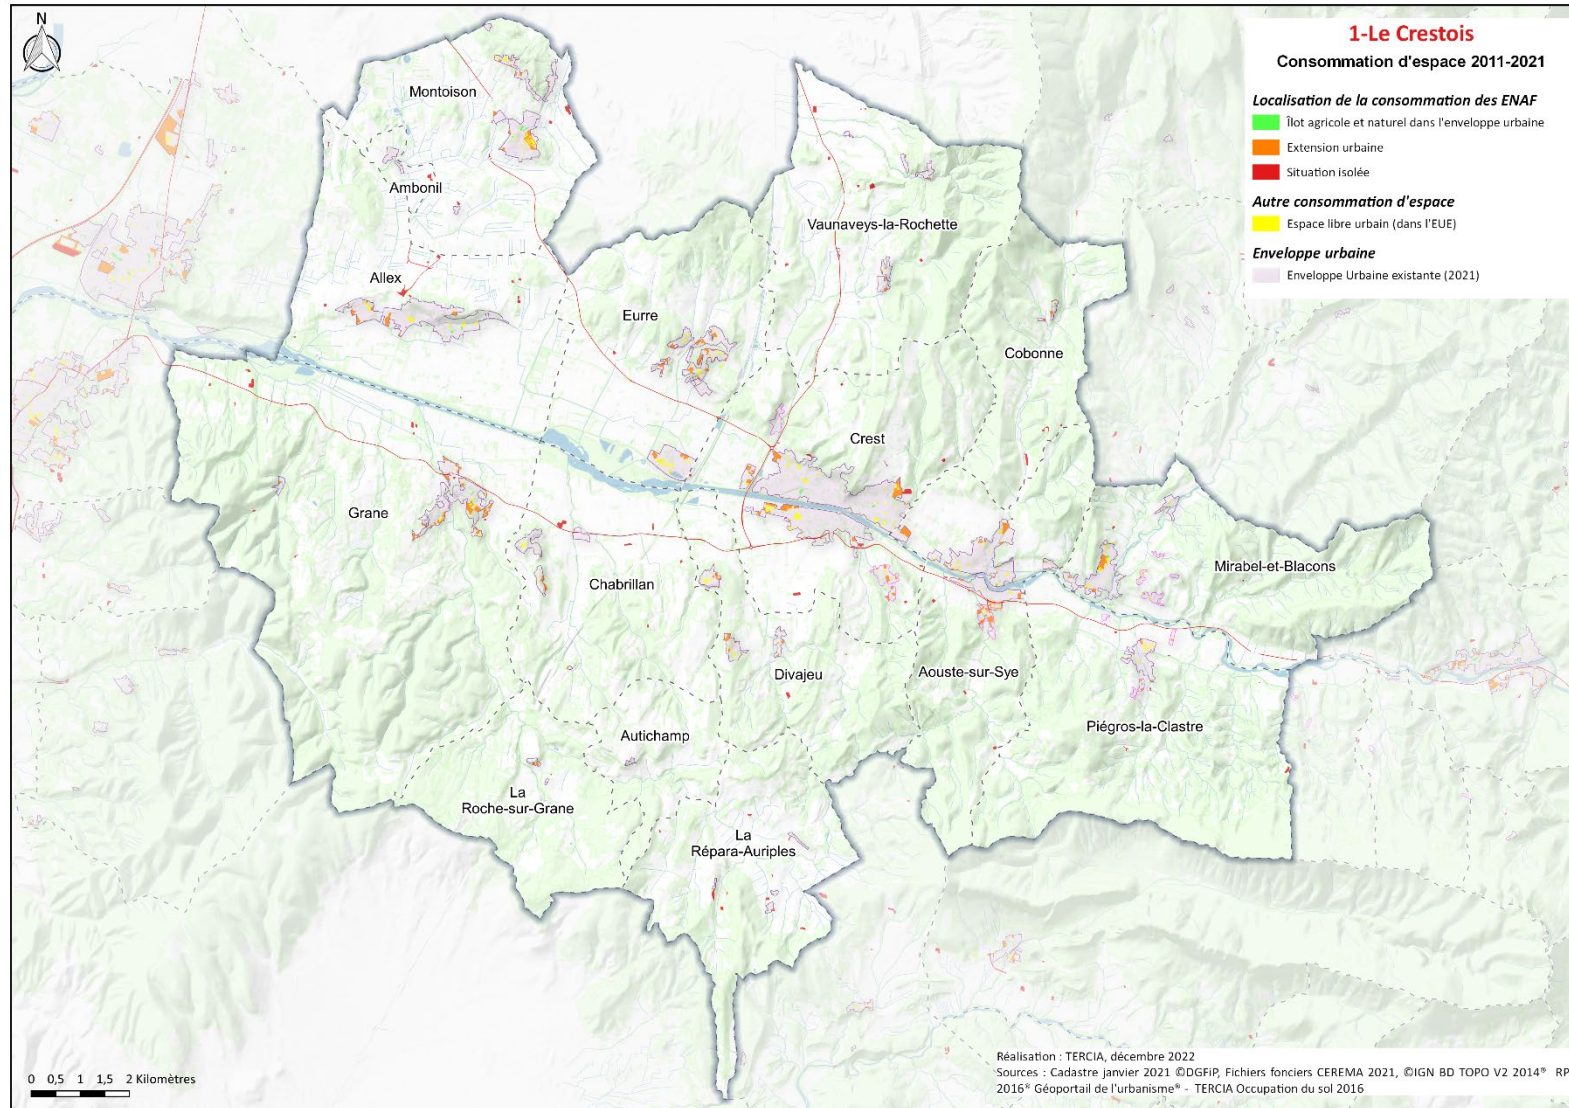 N
1-Le Crestois
Consommation d'espace 2011-2021
Localisation de la consommation des ENAF
Îlot agricole et naturel dans l'enveloppe urbaine
Extension urbaine
Situation isolée
Autre consommation d'espace
Espace libre urbain (dans l'EUE)
Enveloppe urbaine
Enveloppe Urbaine existante (2021)
Montoison
Ambonil
Vaunaveys-la-Rochette
Allex
Eurre
Cobonne
Crest
Grane
Mirabel-et-Blacons
Chabrillan
Divajeu
Aouste-sur-Sye
Piégros-la-Clastre
Autichamp
La
Roche-sur-Grane
La
Répara-Auriples
0 0,5 1 1,5 2 Kilomètres
Réalisation : TERCIA, décembre 2022
Sources : Cadastre janvier 2021 ©DGFiP, Fichiers fonciers CEREMA 2021, ©IGN BD TOPO V2 2014® RP
2016® Géoportail de l'urbanisme® - TERCIA Occupation du sol 2016